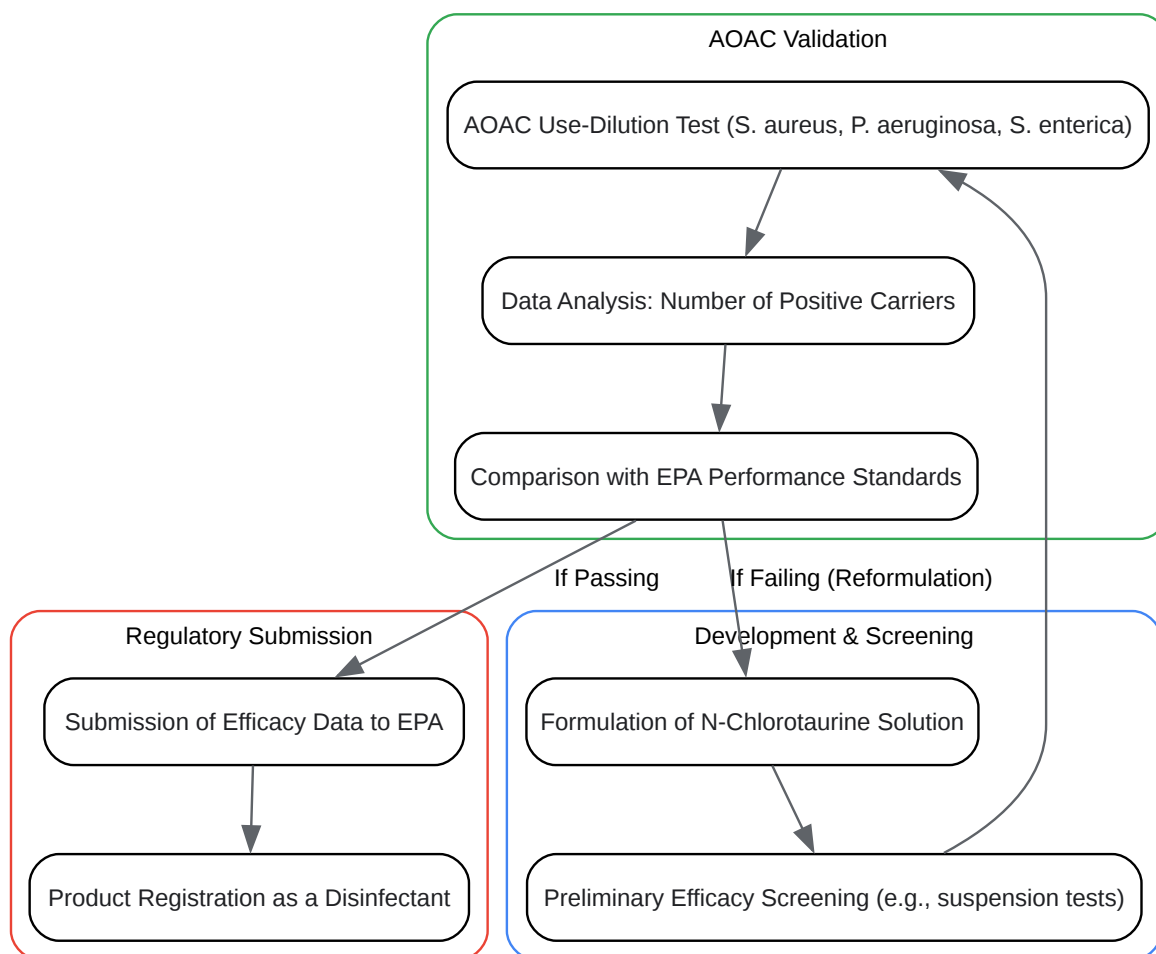 AOAC Validation
AOAC Use-Dilution Test (S. aureus, P. aeruginosa, S. enterica)
Data Analysis: Number of Positive Carriers
Comparison with EPA Performance Standards
If Passing
If Failing (Reformulation)
Regulatory Submission
Development & Screening
Submission of Efficacy Data to EPA
Formulation of N-Chlorotaurine Solution
Product Registration as a Disinfectant
Preliminary Efficacy Screening (e.g., suspension tests)